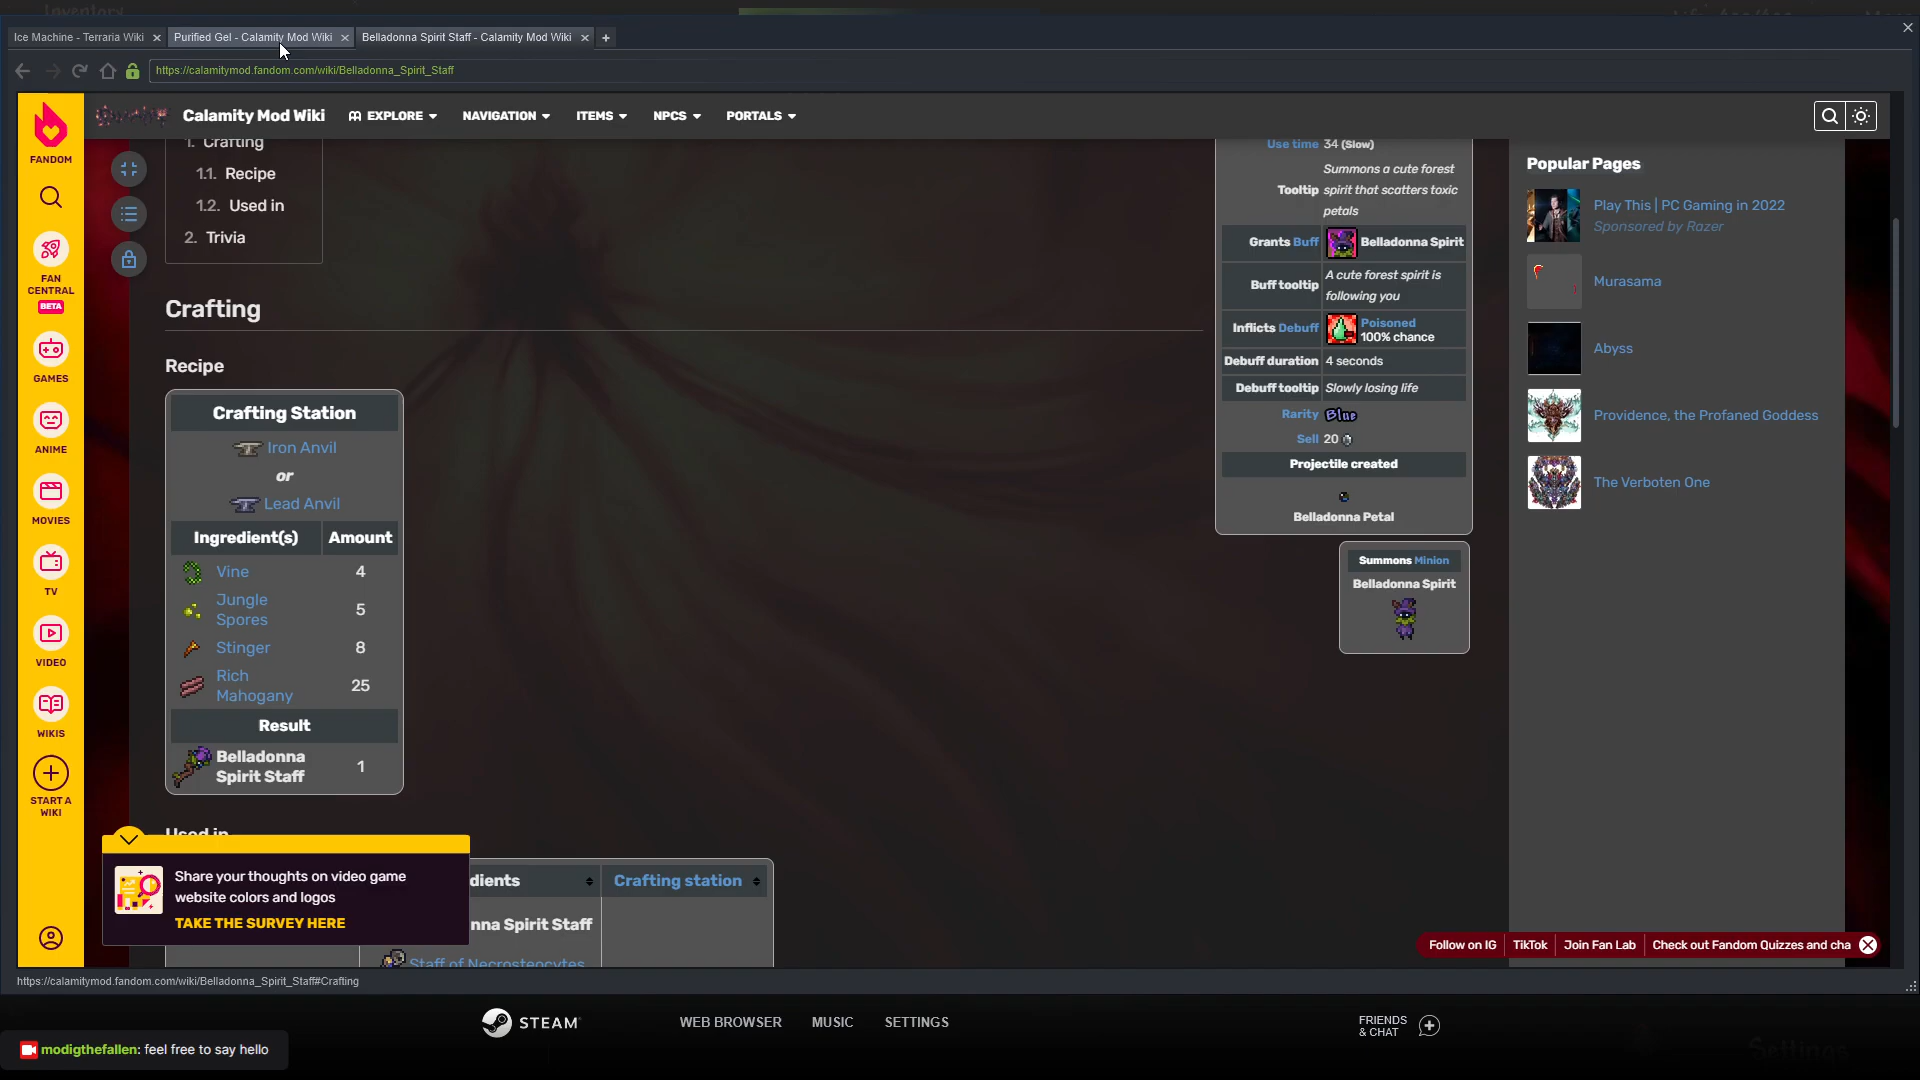 Inventory
Ice Machine - Terraria Wiki
Purified Gel - Calamity Mod Wiki
Belladonna Spirit Staff - Calamity Mod Wiki
https://calamitymod.fandom.com/wiki/Belladonna_Spirit_Staff
FANDOM
FAN
CENTRAL
BETA
GAMES
ANIME
MOVIES
TV
VIDEO
WIKIS
START A
WIKI
Calamity Mod Wiki
EXPLORE
NAVIGATION
ITEMS
NPCS
PORTALS
1. Crafting
1.1. Recipe
1.2. Used in
2. Trivia
Crafting
Recipe
Crafting Station
Iron Anvil
or
Lead Anvil
Ingredient(s) Amount
Vine 4
Jungle
Spores 5
Stinger 8
Rich
Mahogany 25
Result
Belladonna
Spirit Staff 1
Used in
dients
Crafting station
nna Spirit Staff
Staff of Necrosteocytes
Share your thoughts on video game
website colors and logos
TAKE THE SURVEY HERE
Use time 34 (Slow)
Tooltip Summons a cute forest
spirit that scatters toxic
petals
Grants Buff Belladonna Spirit
Buff tooltip A cute forest spirit is
following you
Inflicts Debuff Poisoned
100% chance
Debuff duration 4 seconds
Debuff tooltip Slowly losing life
Rarity Blue
Sell 20
Projectile created
Belladonna Petal
Summons Minion
Belladonna Spirit
Popular Pages
Play This | PC Gaming in 2022
Sponsored by Razer
Murasama
Abyss
Providence, the Profaned Goddess
The Verboten One
Follow on IG
TikTok
Join Fan Lab
Check out Fandom Quizzes and cha
https://calamitymod.fandom.com/wiki/Belladonna_Spirit_Staff#Crafting
STEAM
WEB BROWSER
MUSIC
SETTINGS
FRIENDS
& CHAT
modigthefallen: feel free to say hello
Settings